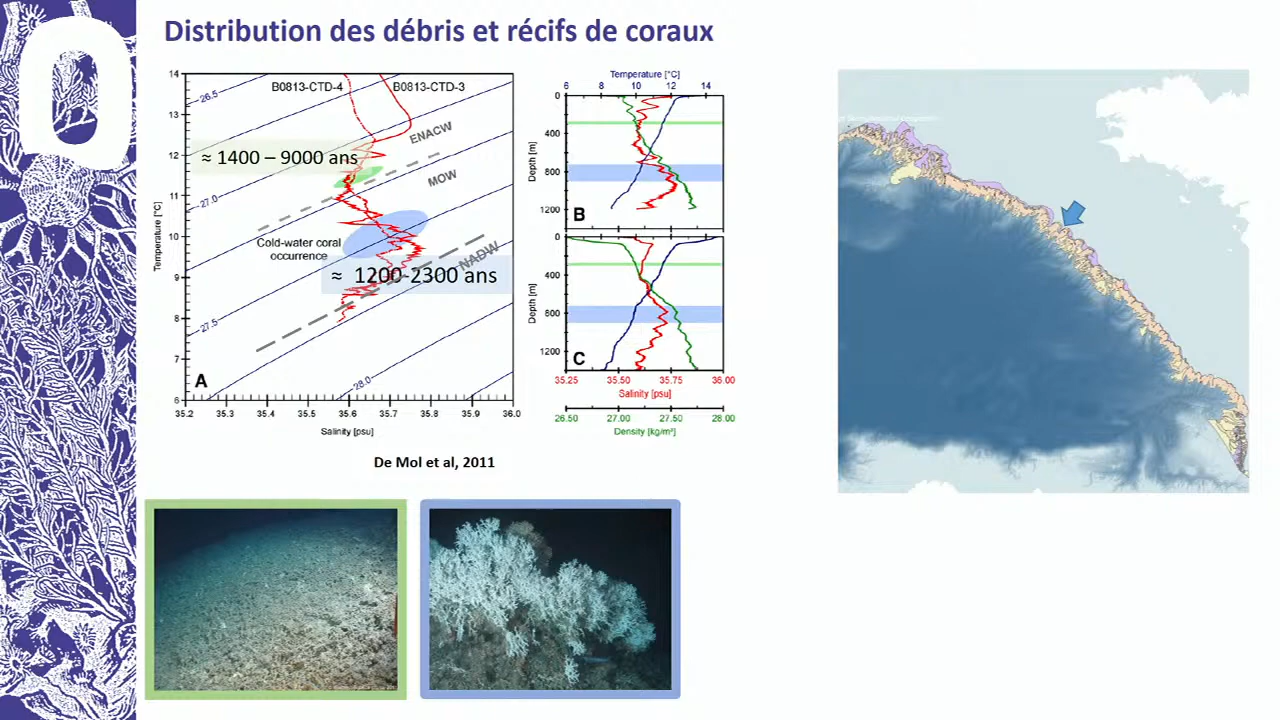 Distribution des débris et récifs de coraux
14
13
12
11
10
9
8
7
6
Temperature [°C]
B0813-CTD-4
B0813-CTD-3
26.5
27.0
27.5
28.0
ENACW
MOW
NADW
≈ 1400 – 9000 ans
Cold-water coral
occurrence
≈ 1200-2300 ans
A
35.2 35.3 35.4 35.5 35.6 35.7 35.8 35.9 36.0
Salinity [psu]
Temperature [°C]
6 8 10 12 14
0
400
800
1200
Depth [m]
B
0
400
800
1200
Depth [m]
C
35.25 35.50 35.75 36.00
Salinity [psu]
26.50 27.00 27.50 28.00
Density [kg/m³]
De Mol et al, 2011